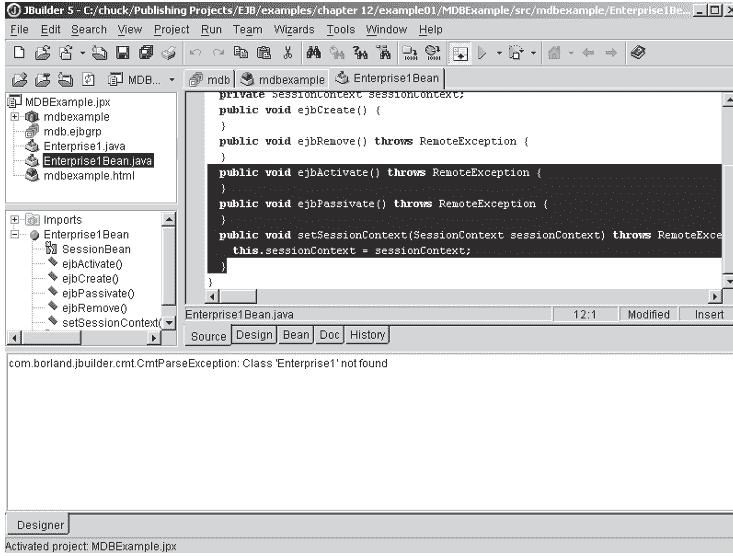 JBuilder 5 - C:/chuck/Publishing Projects/EJB/examples/chapter 12/example01/MDBExample/src/mdbexample/Enterprise1Be...
File Edit Search View Project Run Team Wizards Tools Window Help
MDB...
mdb mdbexample Enterprise1Bean
MDBExample.jpx
mdbexample
mdb.ejbgrp
Enterprise1.java
Enterprise1Bean.java
mdbexample.html
private SessionContext sessionContext;
public void ejbCreate() {
}
public void ejbRemove() throws RemoteException {
}
public void ejbActivate() throws RemoteException {
}
public void ejbPassivate() throws RemoteException {
}
public void setSessionContext(SessionContext sessionContext) throws RemoteExce
this.sessionContext = sessionContext;
}
}
Imports
Enterprise1Bean
SessionBean
ejbActivate()
ejbCreate()
ejbPassivate()
ejbRemove()
setSessionContext(
Enterprise1Bean.java 12:1 Modified Insert
Source Design Bean Doc History
com.borland.jbuilder.cmt.CmtParseException: Class 'Enterprise1' not found
Designer
Activated project: MDBExample.jpx